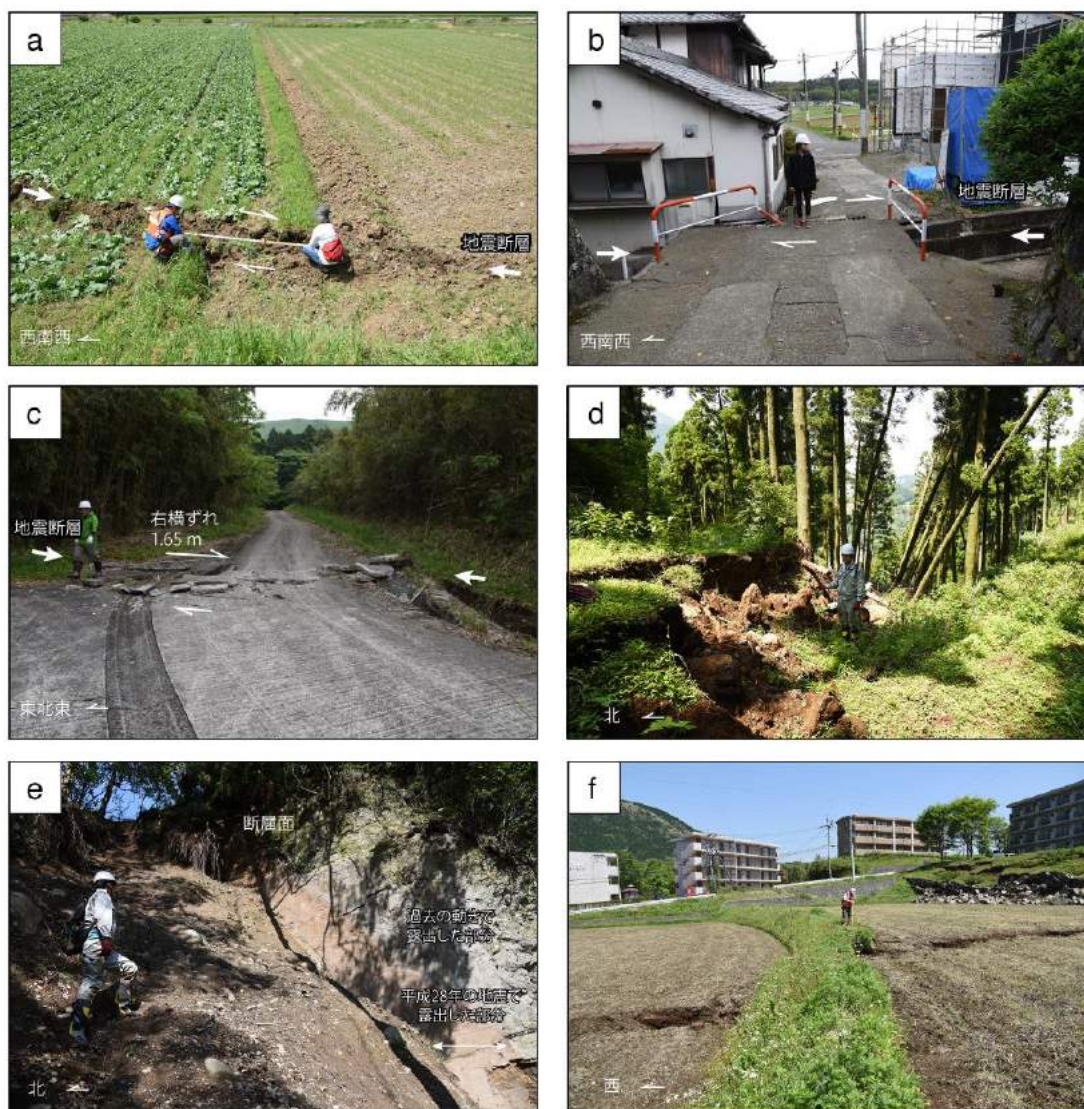 a
地震断層
西南西
b
地震断層
西南西
c
地震断層
右横ずれ
1.65 m
東北東
d
北
e
断層面
過去の動きで
露出した部分
平成28年の地震で
露出した部分
北
f
西